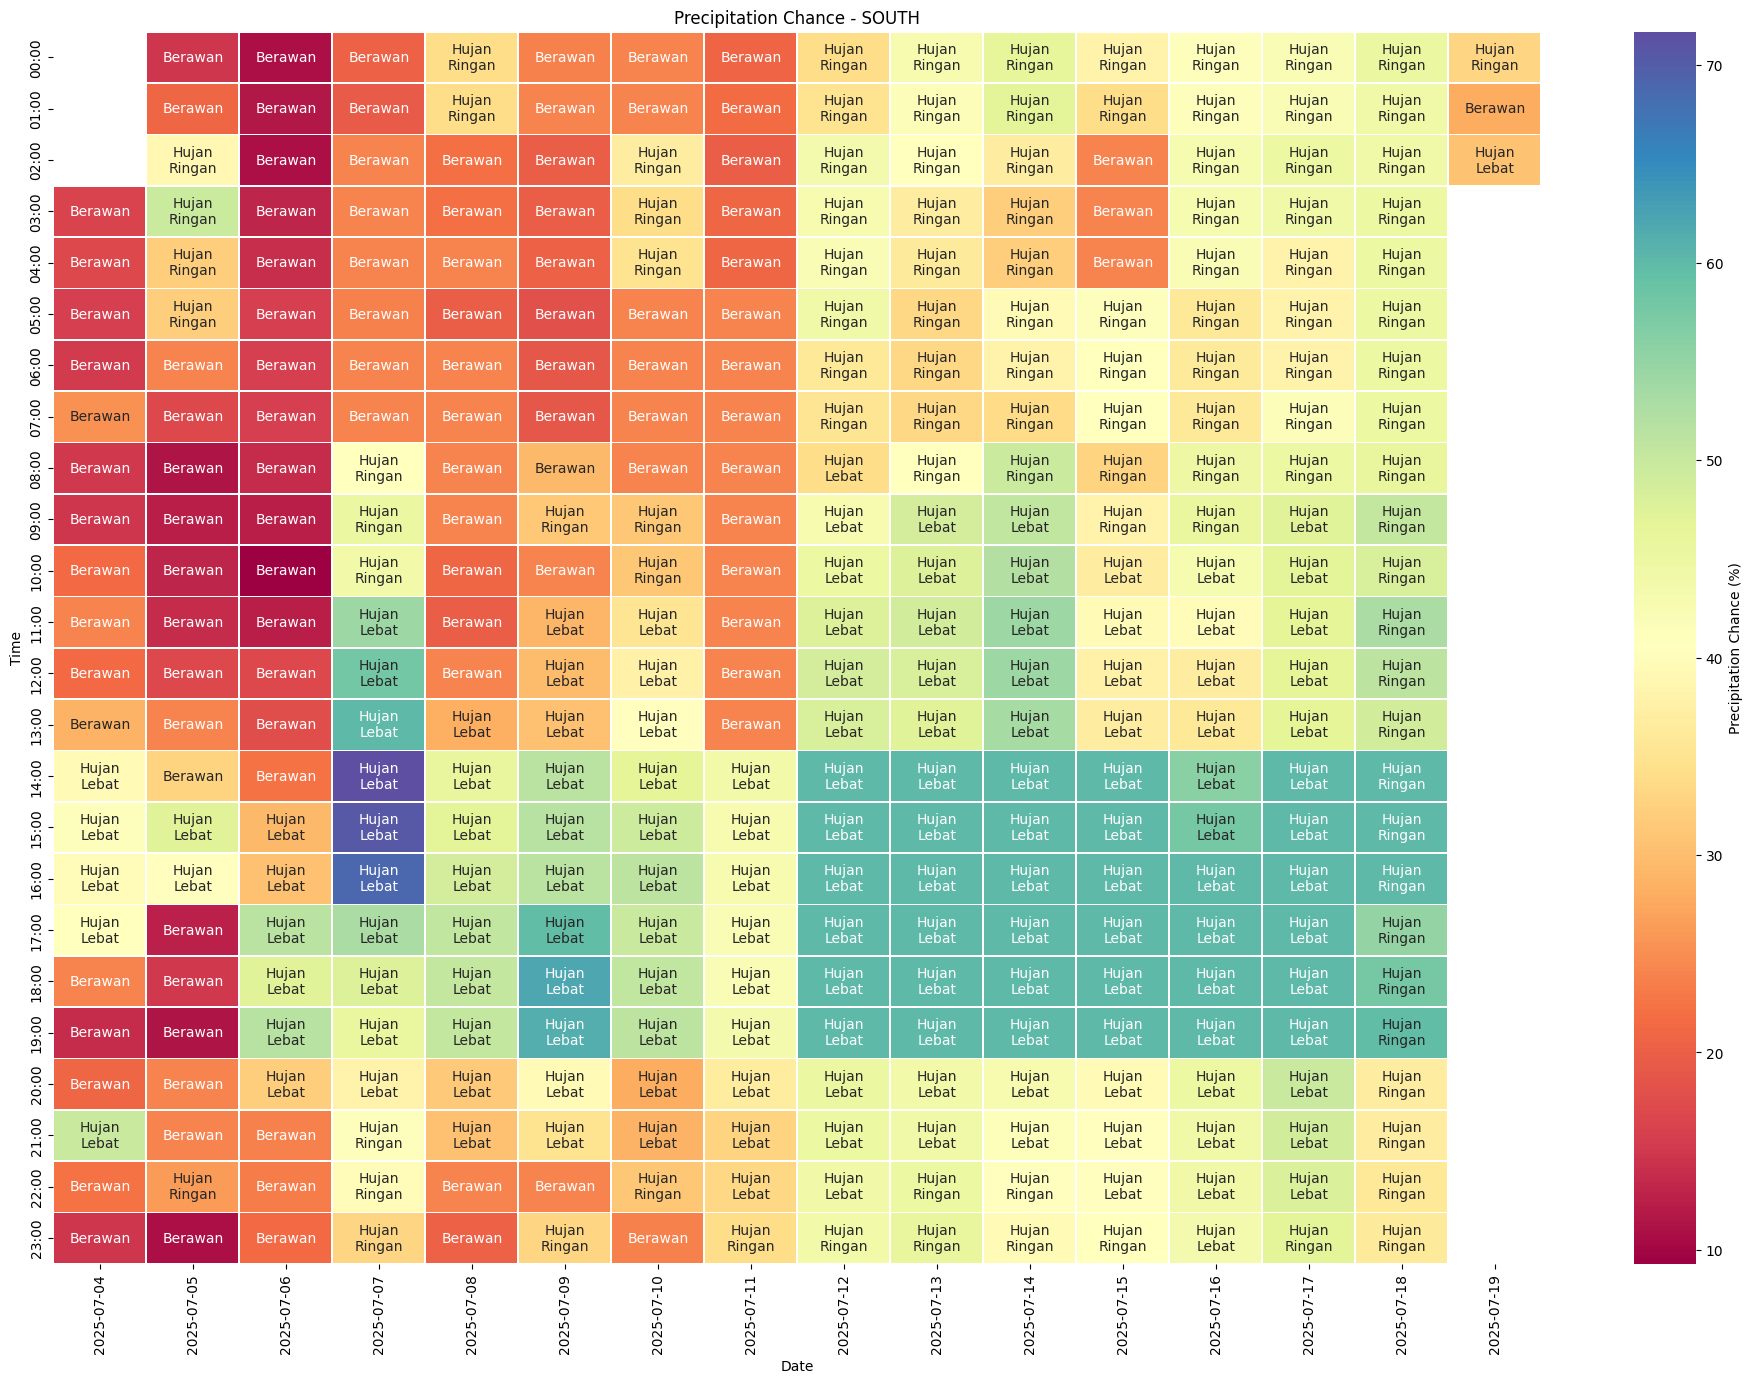 Precipitation Chance - SOUTH
00:00 Berawan Berawan Berawan Hujan Ringan Berawan Berawan Berawan Hujan Ringan Hujan Ringan Hujan Ringan Hujan Ringan Hujan Ringan Hujan Ringan Hujan Ringan Hujan Ringan
01:00 Berawan Berawan Berawan Hujan Ringan Berawan Berawan Berawan Hujan Ringan Hujan Ringan Hujan Ringan Hujan Ringan Hujan Ringan Hujan Ringan Hujan Ringan Berawan
02:00 Hujan Ringan Berawan Berawan Berawan Berawan Hujan Ringan Berawan Hujan Ringan Hujan Ringan Hujan Ringan Berawan Hujan Ringan Hujan Ringan Hujan Ringan Hujan Lebat
03:00 Berawan Hujan Ringan Berawan Berawan Berawan Berawan Hujan Ringan Berawan Hujan Ringan Hujan Ringan Hujan Ringan Berawan Hujan Ringan Hujan Ringan Hujan Ringan
04:00 Berawan Hujan Ringan Berawan Berawan Berawan Berawan Hujan Ringan Berawan Hujan Ringan Hujan Ringan Hujan Ringan Berawan Hujan Ringan Hujan Ringan Hujan Ringan
05:00 Berawan Hujan Ringan Berawan Berawan Berawan Berawan Berawan Berawan Hujan Ringan Hujan Ringan Hujan Ringan Hujan Ringan Hujan Ringan Hujan Ringan Hujan Ringan
06:00 Berawan Berawan Berawan Berawan Berawan Berawan Berawan Berawan Hujan Ringan Hujan Ringan Hujan Ringan Hujan Ringan Hujan Ringan Hujan Ringan Hujan Ringan
07:00 Berawan Berawan Berawan Berawan Berawan Berawan Berawan Berawan Hujan Ringan Hujan Ringan Hujan Ringan Hujan Ringan Hujan Ringan Hujan Ringan Hujan Ringan
08:00 Berawan Berawan Berawan Hujan Ringan Berawan Berawan Berawan Berawan Hujan Lebat Hujan Ringan Hujan Ringan Hujan Ringan Hujan Ringan Hujan Ringan Hujan Ringan
09:00 Berawan Berawan Berawan Hujan Ringan Berawan Hujan Ringan Hujan Ringan Berawan Hujan Lebat Hujan Lebat Hujan Lebat Hujan Ringan Hujan Ringan Hujan Lebat Hujan Ringan
10:00 Berawan Berawan Berawan Hujan Ringan Berawan Berawan Hujan Ringan Berawan Hujan Lebat Hujan Lebat Hujan Lebat Hujan Lebat Hujan Lebat Hujan Lebat Hujan Ringan
11:00 Berawan Berawan Berawan Hujan Lebat Berawan Hujan Lebat Hujan Lebat Berawan Hujan Lebat Hujan Lebat Hujan Lebat Hujan Lebat Hujan Lebat Hujan Lebat Hujan Ringan
12:00 Berawan Berawan Berawan Hujan Lebat Berawan Hujan Lebat Hujan Lebat Berawan Hujan Lebat Hujan Lebat Hujan Lebat Hujan Lebat Hujan Lebat Hujan Lebat Hujan Ringan
13:00 Berawan Berawan Berawan Hujan Lebat Hujan Lebat Hujan Lebat Hujan Lebat Berawan Hujan Lebat Hujan Lebat Hujan Lebat Hujan Lebat Hujan Lebat Hujan Lebat Hujan Ringan
14:00 Hujan Lebat Berawan Berawan Hujan Lebat Hujan Lebat Hujan Lebat Hujan Lebat Hujan Lebat Hujan Lebat Hujan Lebat Hujan Lebat Hujan Lebat Hujan Lebat Hujan Lebat Hujan Ringan
15:00 Hujan Lebat Hujan Lebat Hujan Lebat Hujan Lebat Hujan Lebat Hujan Lebat Hujan Lebat Hujan Lebat Hujan Lebat Hujan Lebat Hujan Lebat Hujan Lebat Hujan Lebat Hujan Lebat Hujan Ringan
16:00 Hujan Lebat Hujan Lebat Hujan Lebat Hujan Lebat Hujan Lebat Hujan Lebat Hujan Lebat Hujan Lebat Hujan Lebat Hujan Lebat Hujan Lebat Hujan Lebat Hujan Lebat Hujan Lebat Hujan Ringan
17:00 Hujan Lebat Berawan Hujan Lebat Hujan Lebat Hujan Lebat Hujan Lebat Hujan Lebat Hujan Lebat Hujan Lebat Hujan Lebat Hujan Lebat Hujan Lebat Hujan Lebat Hujan Lebat Hujan Ringan
18:00 Berawan Berawan Hujan Lebat Hujan Lebat Hujan Lebat Hujan Lebat Hujan Lebat Hujan Lebat Hujan Lebat Hujan Lebat Hujan Lebat Hujan Lebat Hujan Lebat Hujan Lebat Hujan Ringan
19:00 Berawan Berawan Hujan Lebat Hujan Lebat Hujan Lebat Hujan Lebat Hujan Lebat Hujan Lebat Hujan Lebat Hujan Lebat Hujan Lebat Hujan Lebat Hujan Lebat Hujan Lebat Hujan Ringan
20:00 Berawan Berawan Hujan Lebat Hujan Lebat Hujan Lebat Hujan Lebat Hujan Lebat Hujan Lebat Hujan Lebat Hujan Lebat Hujan Lebat Hujan Lebat Hujan Lebat Hujan Lebat Hujan Ringan
21:00 Hujan Lebat Berawan Berawan Hujan Ringan Hujan Lebat Hujan Lebat Hujan Lebat Hujan Lebat Hujan Lebat Hujan Lebat Hujan Lebat Hujan Lebat Hujan Lebat Hujan Lebat Hujan Ringan
22:00 Berawan Hujan Ringan Berawan Hujan Ringan Berawan Berawan Hujan Ringan Hujan Lebat Hujan Lebat Hujan Ringan Hujan Ringan Hujan Lebat Hujan Lebat Hujan Lebat Hujan Ringan
23:00 Berawan Berawan Berawan Hujan Ringan Berawan Hujan Ringan Berawan Hujan Ringan Hujan Ringan Hujan Ringan Hujan Ringan Hujan Ringan Hujan Lebat Hujan Ringan Hujan Ringan
Time
2025-07-04 2025-07-05 2025-07-06 2025-07-07 2025-07-08 2025-07-09 2025-07-10 2025-07-11 2025-07-12 2025-07-13 2025-07-14 2025-07-15 2025-07-16 2025-07-17 2025-07-18 2025-07-19
Date
70
60
50
40
30
20
10
Precipitation Chance (%)